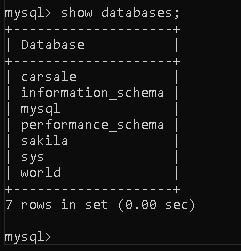 mysql> show databases;
+--------------------+
| Database           |
+--------------------+
| carsale            |
| information_schema |
| mysql              |
| performance_schema |
| sakila             |
| sys                |
| world              |
+--------------------+
7 rows in set (0.00 sec)
mysql>